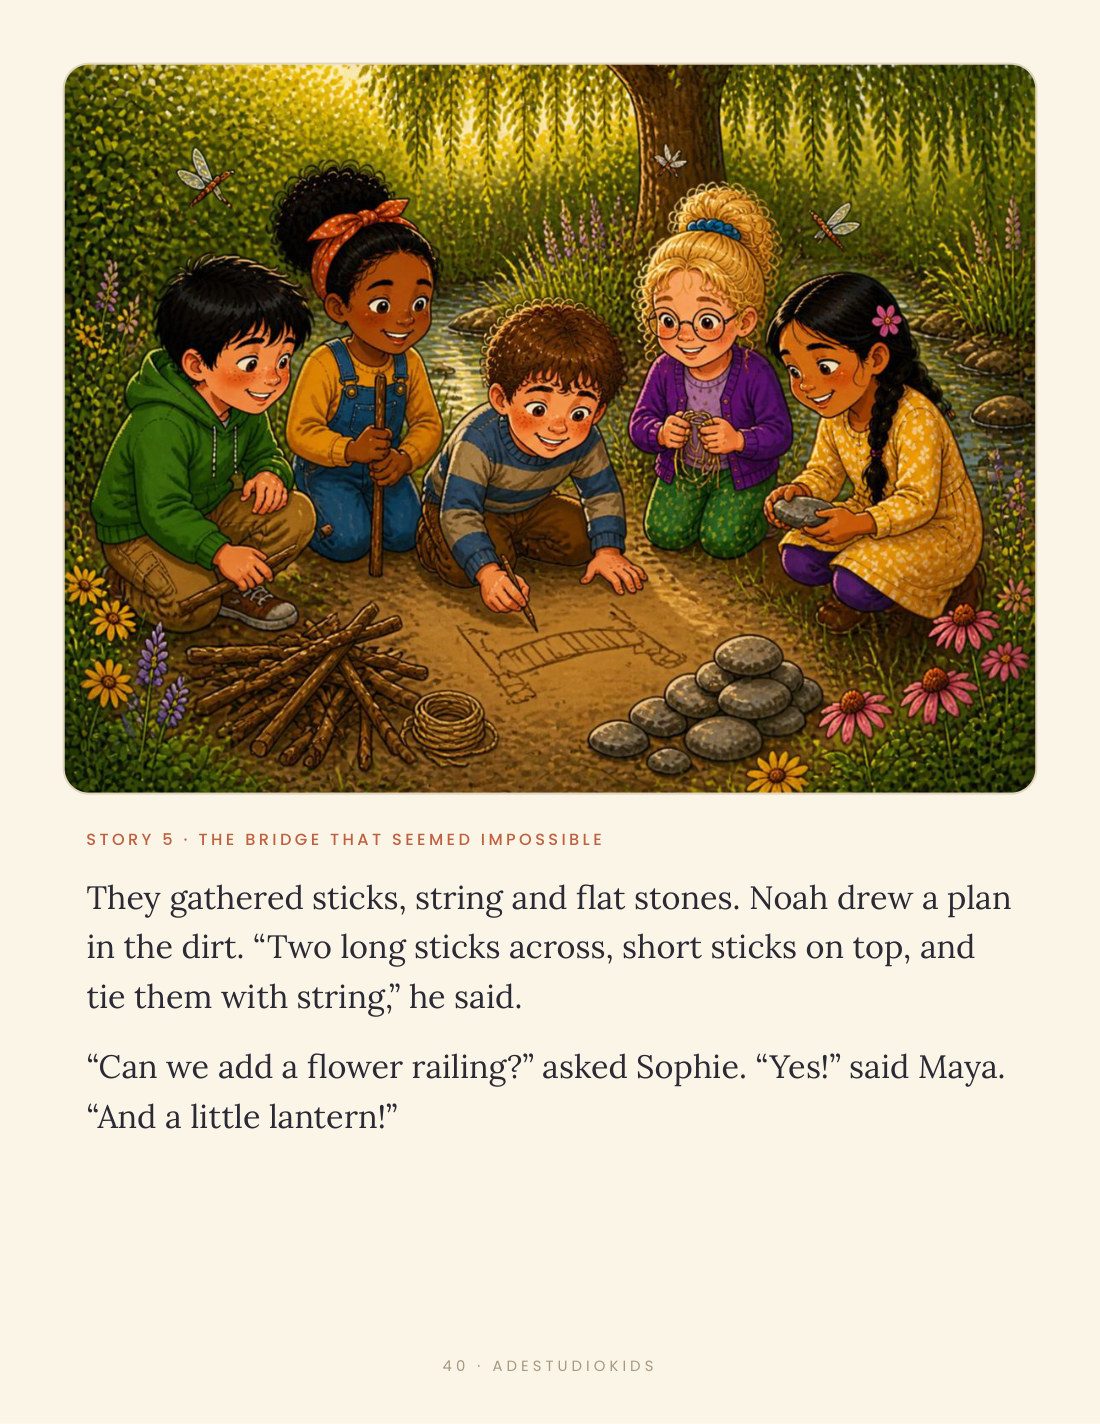 STORY 5 · THE BRIDGE THAT SEEMED IMPOSSIBLE
They gathered sticks, string and flat stones. Noah drew a plan
in the dirt. “Two long sticks across, short sticks on top, and
tie them with string,” he said.
“Can we add a flower railing?” asked Sophie. “Yes!” said Maya.
“And a little lantern!”
40 · ADESTUDIOKIDS